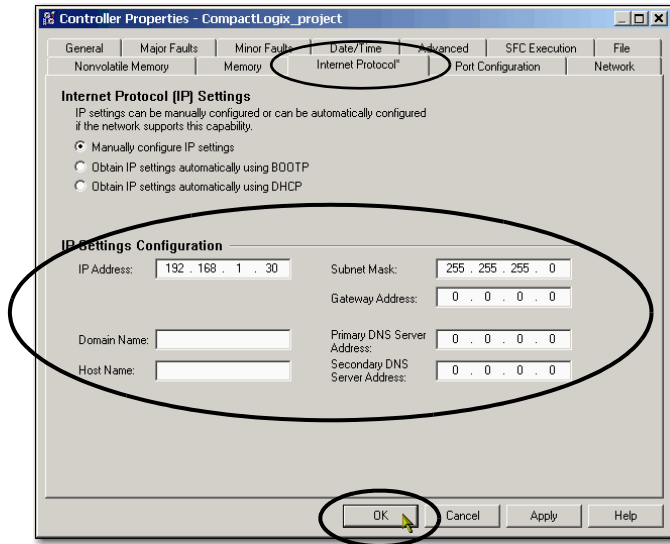 Controller Properties - CompactLogix_project
General Major Faults Minor Faults Date/Time Advanced SFC Execution File
Nonvolatile Memory Memory Internet Protocol* Port Configuration Network
Internet Protocol (IP) Settings
IP settings can be manually configured or can be automatically configured
if the network supports this capability.
Manually configure IP settings
Obtain IP settings automatically using BOOTP
Obtain IP settings automatically using DHCP
IP Settings Configuration
IP Address: 192 . 168 . 1 . 30 Subnet Mask: 255 . 255 . 255 . 0
Gateway Address: 0 . 0 . 0 . 0
Domain Name: Primary DNS Server Address: 0 . 0 . 0 . 0
Host Name: Secondary DNS Server Address: 0 . 0 . 0 . 0
OK Cancel Apply Help